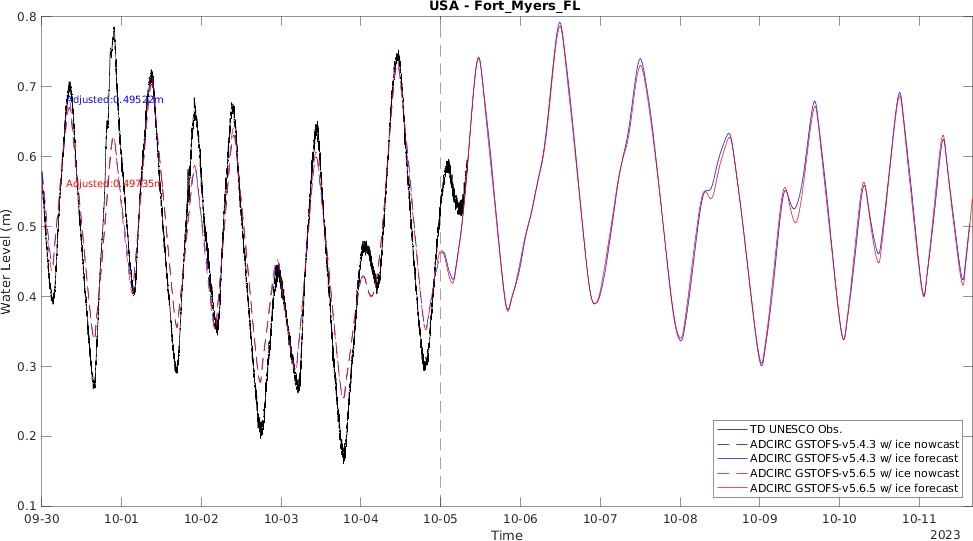 USA - Fort_Myers_FL
0.8
0.7
0.6
0.5
0.4
0.3
0.2
0.1
Water Level (m)
Adjusted:0.49522m
Adjusted:0.49735m
TD UNESCO Obs.
ADCIRC GSTOFS-v5.4.3 w/ ice nowcast
ADCIRC GSTOFS-v5.4.3 w/ ice forecast
ADCIRC GSTOFS-v5.6.5 w/ ice nowcast
ADCIRC GSTOFS-v5.6.5 w/ ice forecast
09-30 10-01 10-02 10-03 10-04 10-05 10-06 10-07 10-08 10-09 10-10 10-11
Time
2023